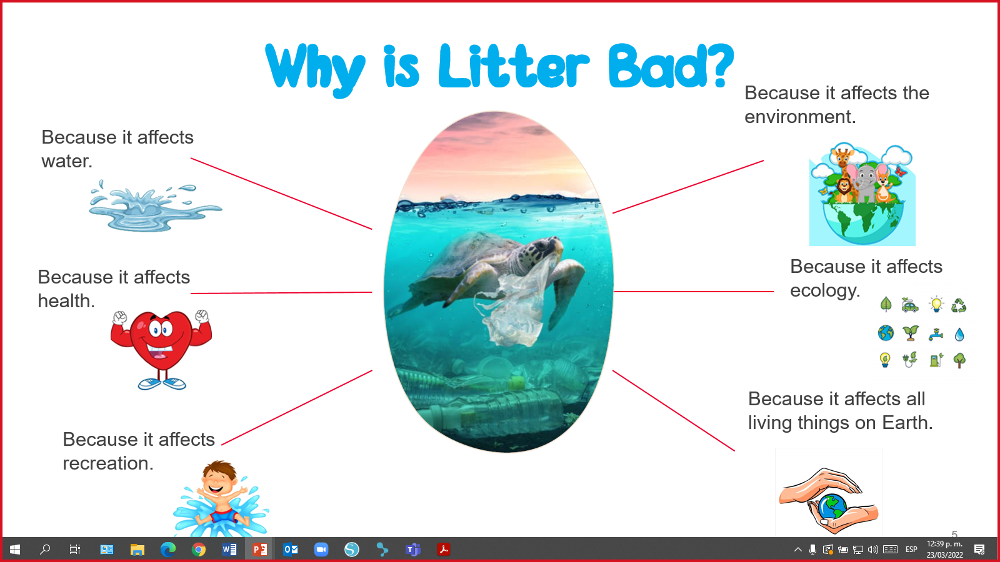 Why is Litter Bad?
Because it affects the
environment.
Because it affects
water.
Because it affects
ecology.
Because it affects
health.
Because it affects all
living things on Earth.
Because it affects
recreation.
5
ESP
12:39 p. m.
23/03/2022